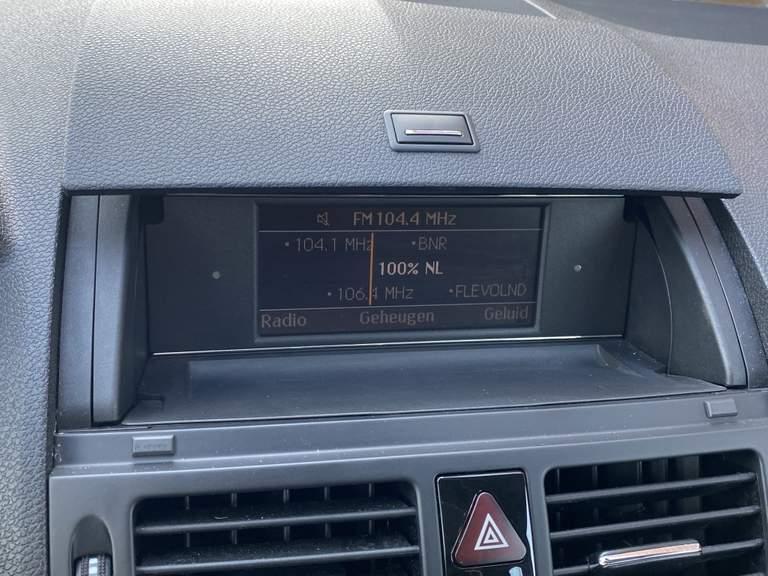 FM 104.4 MHz
•104.1 MHz •BNR
100% NL
•106.4 MHz •FLEVOLND
Radio Geheugen Geluid